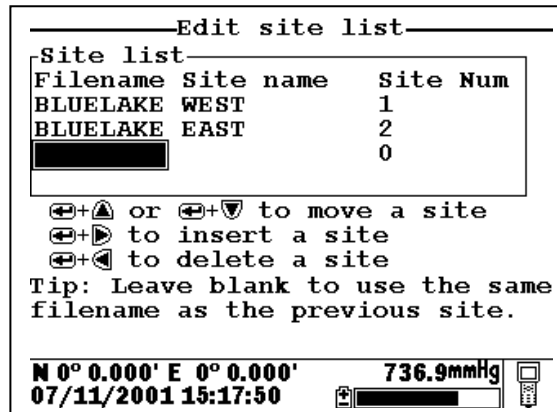 Edit site list
Site list
Filename Site name Site Num
BLUELAKE WEST 1
BLUELAKE EAST 2
0
+ or + to move a site
+ to insert a site
+ to delete a site
Tip: Leave blank to use the same
filename as the previous site.
N 0° 0.000' E 0° 0.000' 736.9mmHg
07/11/2001 15:17:50